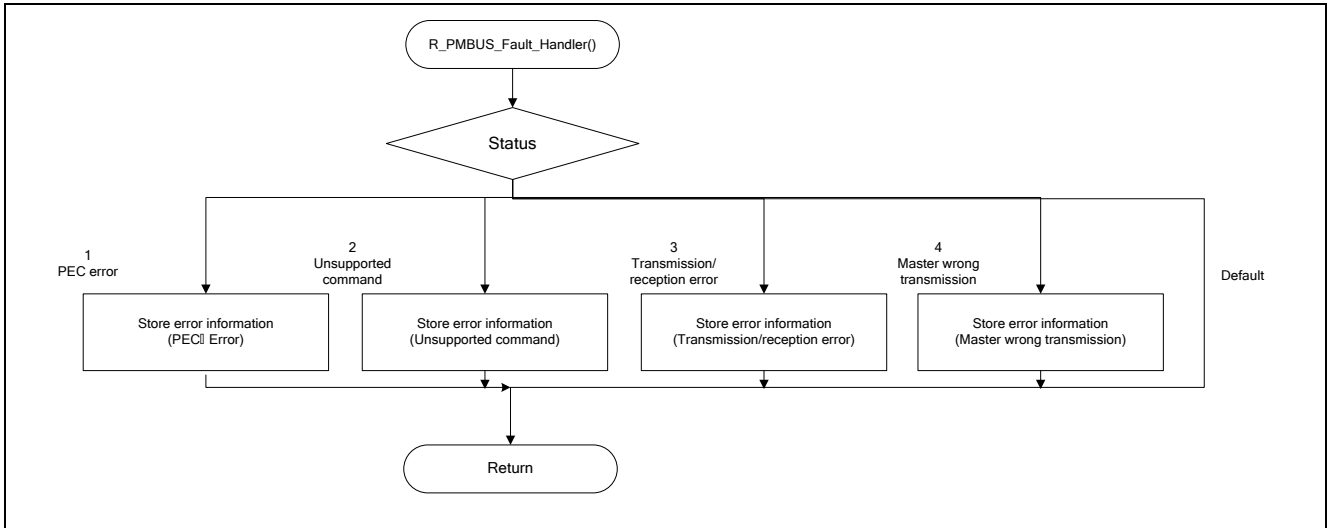 R_PMBUS_Fault_Handler()
Status
1
PEC error
2
Unsupported
command
3
Transmission/
reception error
4
Master wrong
transmission
Default
Store error information
(PEC▯ Error)
Store error information
(Unsupported command)
Store error information
(Transmission/reception error)
Store error information
(Master wrong transmission)
Return